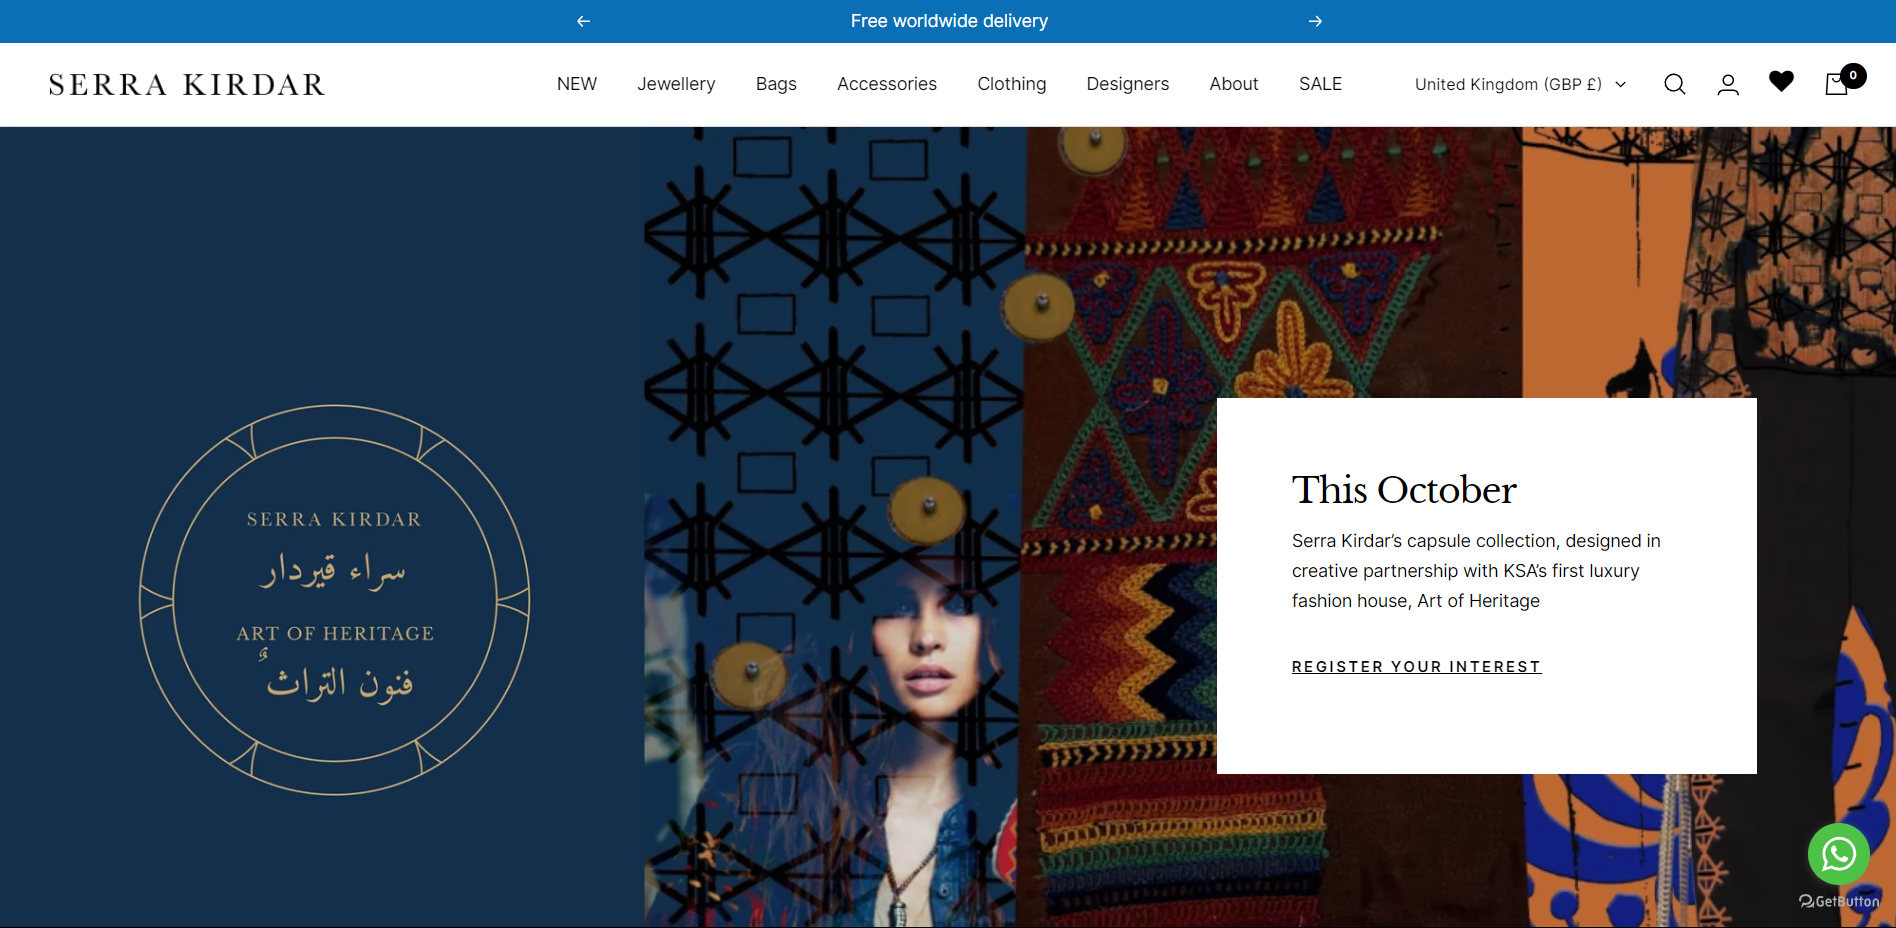 Free worldwide delivery
SERRA KIRDAR
NEW Jewellery Bags Accessories Clothing Designers About SALE
United Kingdom (GBP £)
0
SERRA KIRDAR
سراء قيردار
ART OF HERITAGE
فنون التراثٌ
This October
Serra Kirdar’s capsule collection, designed in
creative partnership with KSA’s first luxury
fashion house, Art of Heritage
REGISTER YOUR INTEREST
GetButton